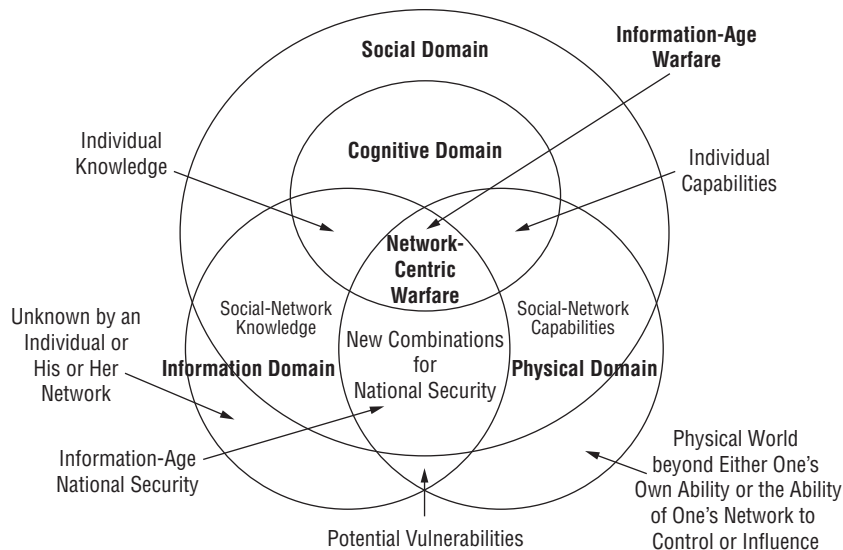 Social Domain
Information-Age
Warfare
Individual
Knowledge
Cognitive Domain
Individual
Capabilities
Network-
Centric
Warfare
Social-Network
Knowledge
Social-Network
Capabilities
Unknown by an
Individual or
His or Her
Network
Information Domain
New Combinations
for
National Security
Physical Domain
Information-Age
National Security
Potential Vulnerabilities
Physical World
beyond Either One's
Own Ability or the Ability
of One's Network to
Control or Influence